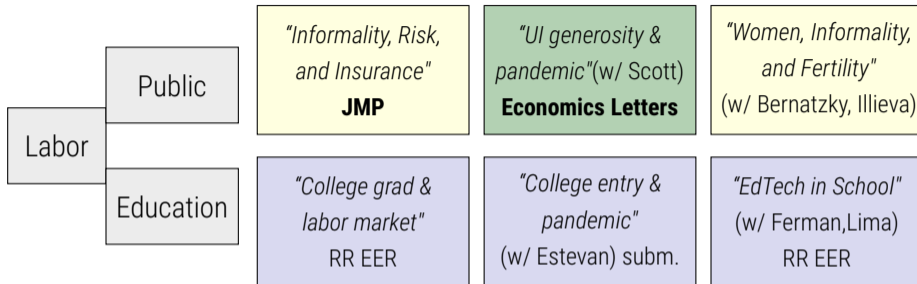 Labor
Public
"Informality, Risk,
and Insurance"
JMP
"UI generosity &
pandemic"(w/ Scott)
Economics Letters
"Women, Informality,
and Fertility"
(w/ Bernatzky, Illieva)
Education
"College grad &
labor market"
RR EER
"College entry &
pandemic"
(w/ Estevan) subm.
"EdTech in School"
(w/ Ferman,Lima)
RR EER